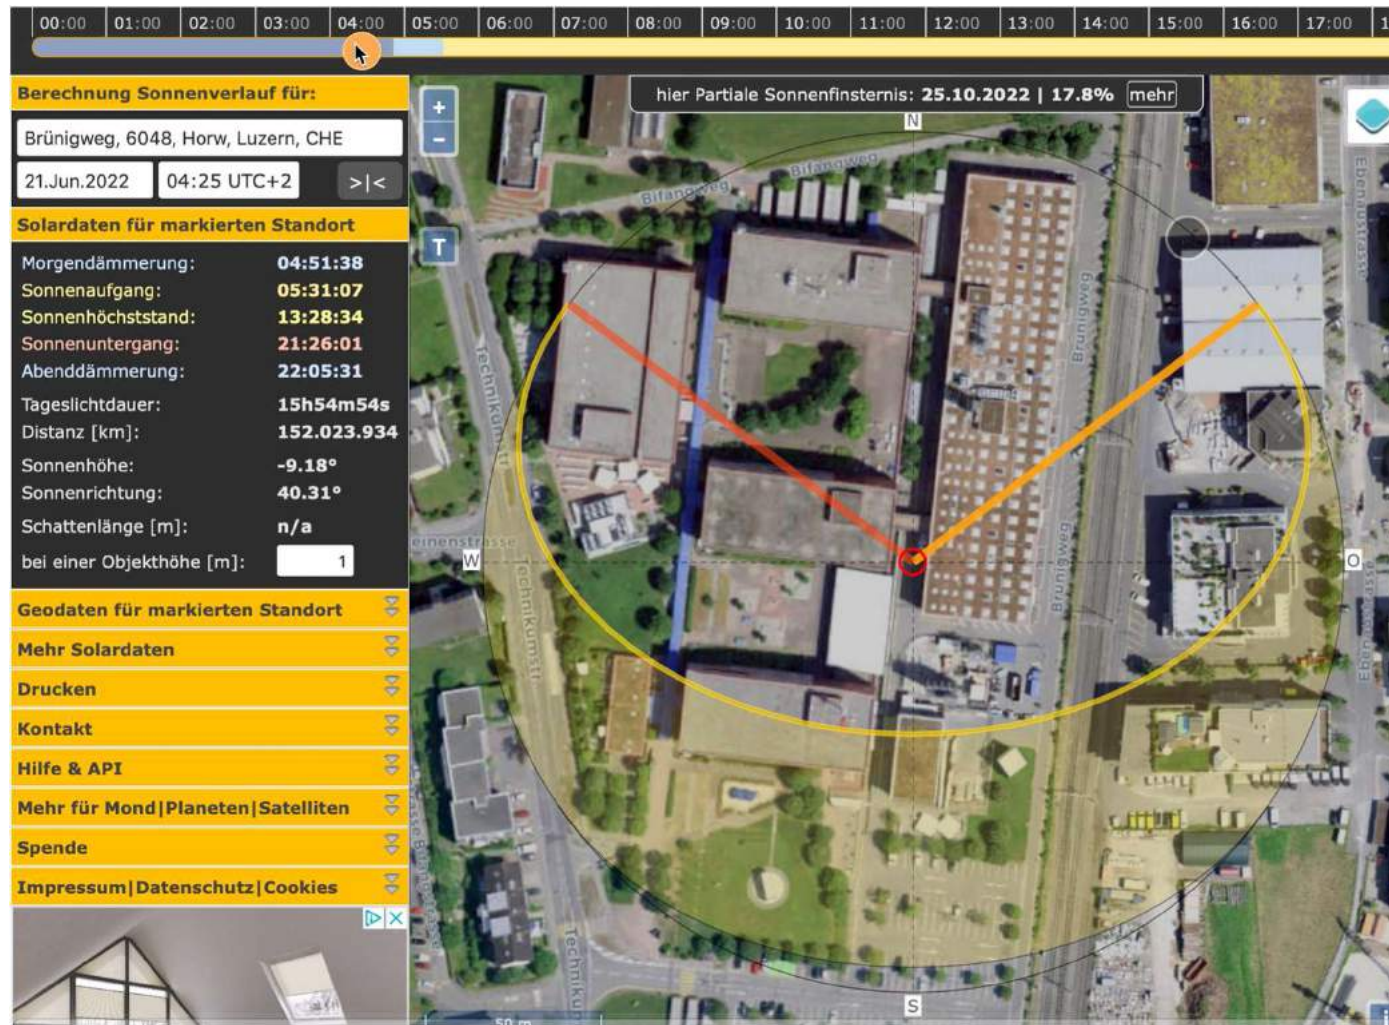 00:00 01:00 02:00 03:00 04:00 05:00 06:00 07:00 08:00 09:00 10:00 11:00 12:00 13:00 14:00 15:00 16:00 17:00 1
Berechnung Sonnenverlauf für:
Brünigweg, 6048, Horw, Luzern, CHE
21.Jun.2022 04:25 UTC+2 >|<
Solardaten für markierten Standort
Morgendämmerung: 04:51:38
Sonnenaufgang: 05:31:07
Sonnenhöchststand: 13:28:34
Sonnenuntergang: 21:26:01
Abenddämmerung: 22:05:31
Tageslichtdauer: 15h54m54s
Distanz [km]: 152.023.934
Sonnenhöhe: -9.18°
Sonnenrichtung: 40.31°
Schattenlänge [m]: n/a
bei einer Objekthöhe [m]: 1
Geodaten für markierten Standort
Mehr Solardaten
Drucken
Kontakt
Hilfe & API
Mehr für Mond|Planeten|Satelliten
Spende
Impressum|Datenschutz|Cookies
+
-
T
hier Partiale Sonnenfinsternis: 25.10.2022 | 17.8% mehr
N
Bifangweg
Bifangweg
Ebenaustrasse
Brünigweg
Technikumstr
einenstrasse
W
O
Technikumstr
Brünigweg
Ebenaustrasse
S
Technikum
50 m